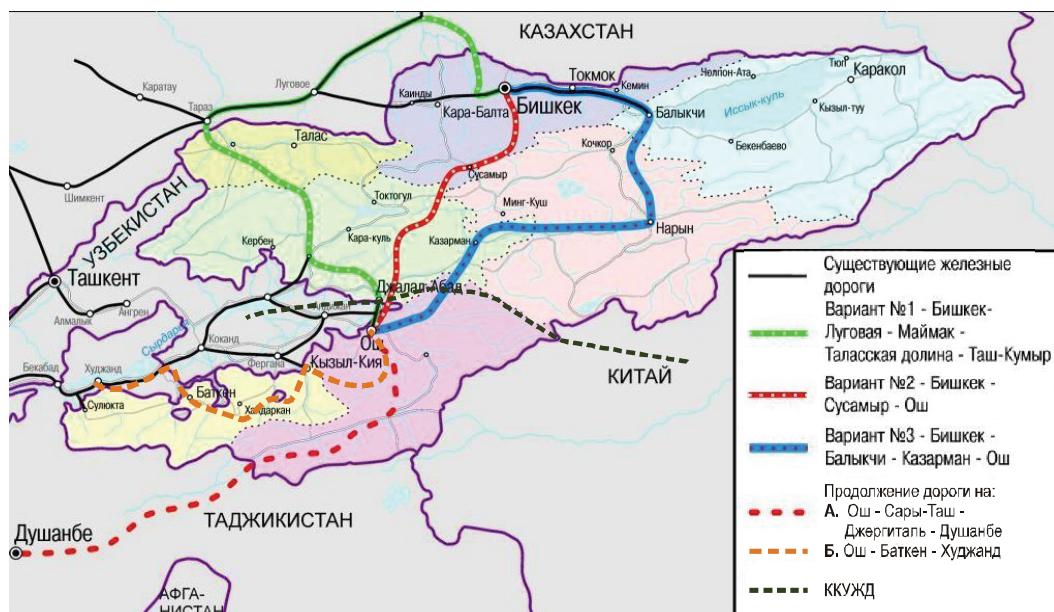 КАЗАХСТАН
Каратау
Луговое
Тараз
Каинды
Кара-Балта
Бишкек
Токмок
Кемин
Чолпон-Ата
Тюп
Каракол
Балыкчи
Иссык-куль
Кызыл-туу
Бекенбаево
Шимкент
Талас
Сусамыр
Кочкор
Токтогул
Минг-Куш
УЗБЕКИСТАН
Кербен
Кара-куль
Казарман
Нарын
Ташкент
Джалал-Абад
Ангрен
Алмалык
Андижан
Сырдарья
Коканд
Ош
Бекабад
Худжанд
Фергана
Кызыл-Кия
КИТАЙ
Баткен
Сулюкта
Хайдаркан
ТАДЖИКИСТАН
Душанбе
АФГА-
НИСТАН
Существующие железные
дороги
Вариант №1 - Бишкек-
Луговая - Маймак -
Таласская долина - Таш-Кумыр
Вариант №2 - Бишкек -
Сусамыр - Ош
Вариант №3 - Бишкек -
Балыкчи - Казарман - Ош
Продолжение дороги на:
А. Ош - Сары-Таш -
Джергиталь - Душанбе
Б. Ош - Баткен - Худжанд
ККУЖД